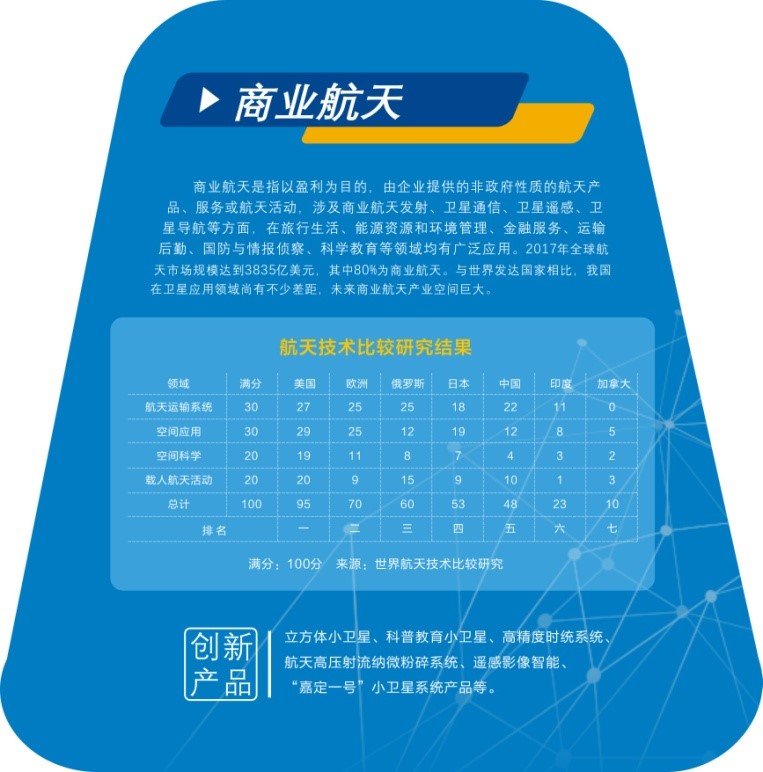 商业航天
商业航天是指以盈利为目的，由企业提供的非政府性质的航天产
品、服务或航天活动，涉及商业航天发射、卫星通信、卫星遥感、卫
星导航等方面，在旅行生活、能源资源和环境管理、金融服务、运输
后勤、国防与情报侦察、科学教育等领域均有广泛应用。2017年全球航
天市场规模达到3835亿美元，其中80%为商业航天。与世界发达国家相比，我国
在卫星应用领域尚有不少差距，未来商业航天产业空间巨大。
航天技术比较研究结果
领域 满分 美国 欧洲 俄罗斯 日本 中国 印度 加拿大
航天运输系统 30 27 25 25 18 22 11 0
空间应用 30 29 25 12 19 12 8 5
空间科学 20 19 11 8 7 4 3 2
载人航天活动 20 20 9 15 9 10 1 3
总计 100 95 70 60 53 48 23 10
排名 一 二 三 四 五 六 七
满分：100分 来源：世界航天技术比较研究
创新
产品
立方体小卫星、科普教育小卫星、高精度时统系统、
航天高压射流纳微粉碎系统、遥感影像智能、
“嘉定一号”小卫星系统产品等。